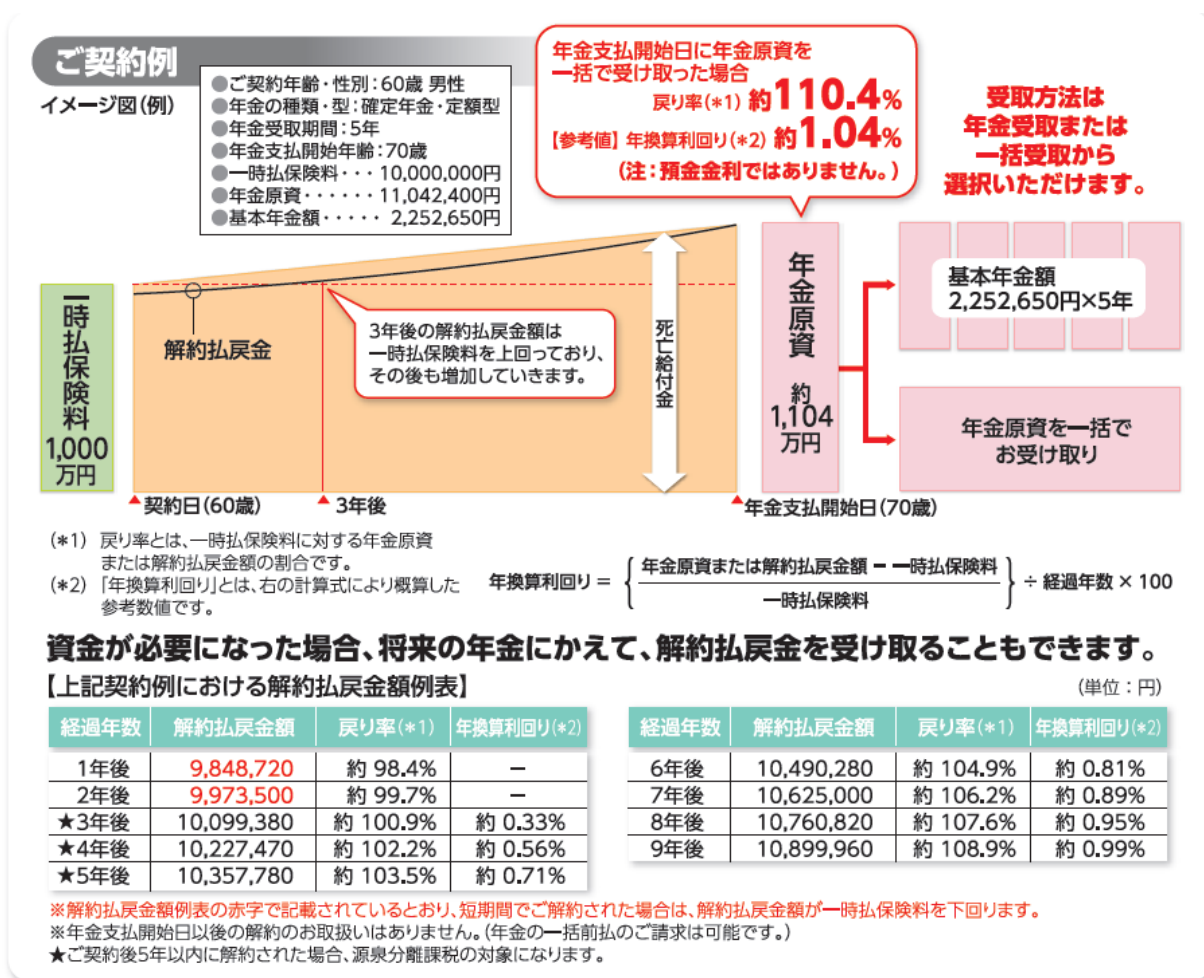 ご契約例
イメージ図(例)
●ご契約年齢・性別:60歳 男性
●年金の種類・型:確定年金・定額型
●年金受取期間:5年
●年金支払開始年齢:70歳
●一時払保険料・・・ 10,000,000円
●年金原資・・・・・・ 11,042,400円
●基本年金額・・・・・ 2,252,650円
年金支払開始日に年金原資を
一括で受け取った場合
戻り率(*1) 約110.4%
【参考値】年換算利回り(*2) 約1.04%
(注:預金金利ではありません。)
受取方法は
年金受取または
一括受取から
選択いただけます。
一時払保険料
1,000
万円
解約払戻金
3年後の解約払戻金額は
一時払保険料を上回っており、
その後も増加していきます。
死亡給付金
年金原資
約
1,104
万円
基本年金額
2,252,650円×5年
年金原資を一括で
お受け取り
▲契約日(60歳)
▲3年後
▲年金支払開始日(70歳)
(*1) 戻り率とは、一時払保険料に対する年金原資
または解約払戻金額の割合です。
(*2) 「年換算利回り」とは、右の計算式により概算した
参考数値です。
年換算利回り = { 年金原資または解約払戻金額 − 一時払保険料
一時払保険料 } ÷ 経過年数 × 100
資金が必要になった場合、将来の年金にかえて、解約払戻金を受け取ることもできます。
【上記契約例における解約払戻金額例表】
(単位:円)
経過年数 解約払戻金額 戻り率(*1) 年換算利回り(*2)
1年後 9,848,720 約 98.4% −
2年後 9,973,500 約 99.7% −
★3年後 10,099,380 約 100.9% 約 0.33%
★4年後 10,227,470 約 102.2% 約 0.56%
★5年後 10,357,780 約 103.5% 約 0.71%
経過年数 解約払戻金額 戻り率(*1) 年換算利回り(*2)
6年後 10,490,280 約 104.9% 約 0.81%
7年後 10,625,000 約 106.2% 約 0.89%
8年後 10,760,820 約 107.6% 約 0.95%
9年後 10,899,960 約 108.9% 約 0.99%
※解約払戻金額例表の赤字で記載されているとおり、短期間でご解約された場合は、解約払戻金額が一時払保険料を下回ります。
※年金支払開始日以後の解約のお取扱いはありません。(年金の一括前払のご請求は可能です。)
★ご契約後5年以内に解約された場合、源泉分離課税の対象になります。